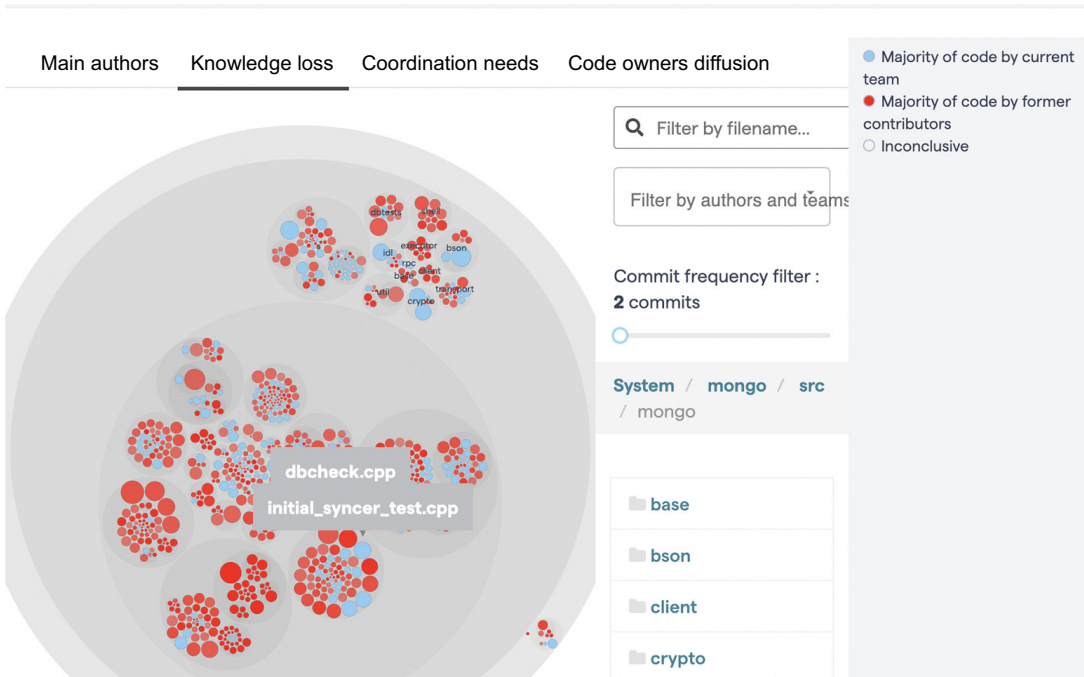 Main authors
Knowledge loss
Coordination needs
Code owners diffusion
Majority of code by current
team
Majority of code by former
contributors
Inconclusive
Filter by filename...
Filter by authors and teams
Commit frequency filter :
2 commits
System / mongo / src
/ mongo
base
bson
client
crypto
dbtests
shell
executor
bson
idl
rpc
base
client
util
transport
crypto
dbcheck.cpp
initial_syncer_test.cpp